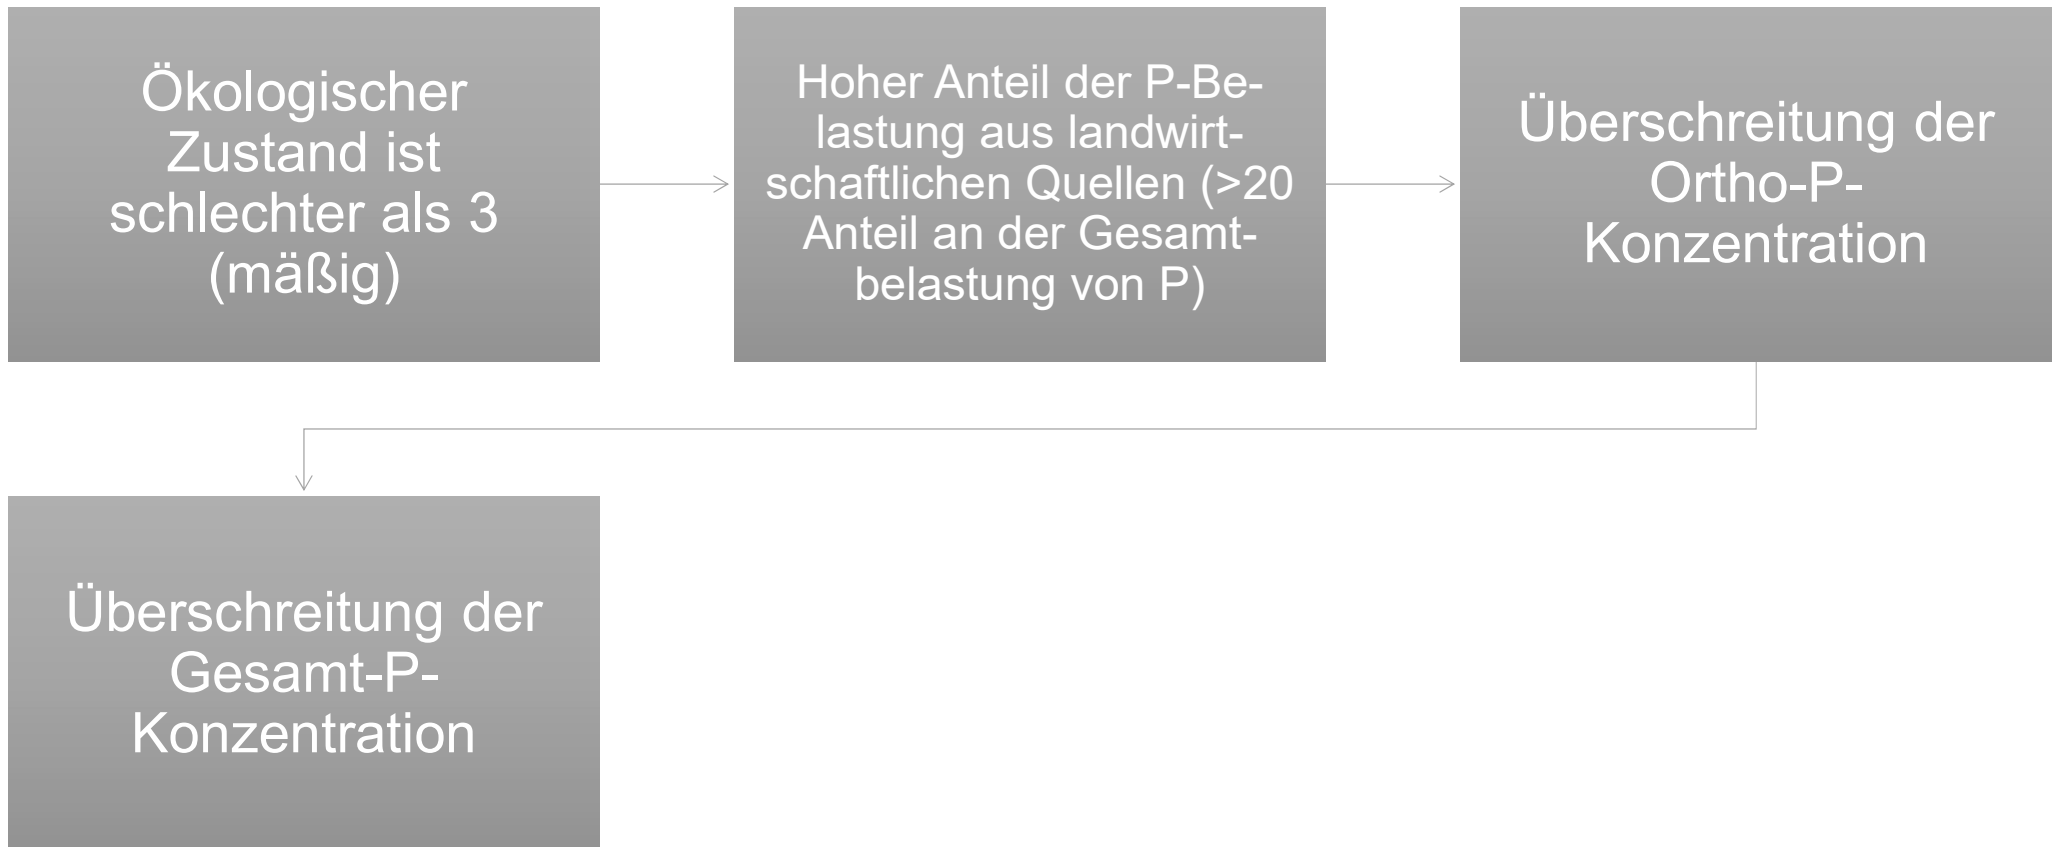 Ökologischer
Zustand ist
schlechter als 3
(mäßig)
Hoher Anteil der P-Be-
lastung aus landwirt-
schaftlichen Quellen (>20
Anteil an der Gesamt-
belastung von P)
Überschreitung der
Ortho-P-
Konzentration
Überschreitung der
Gesamt-P-
Konzentration